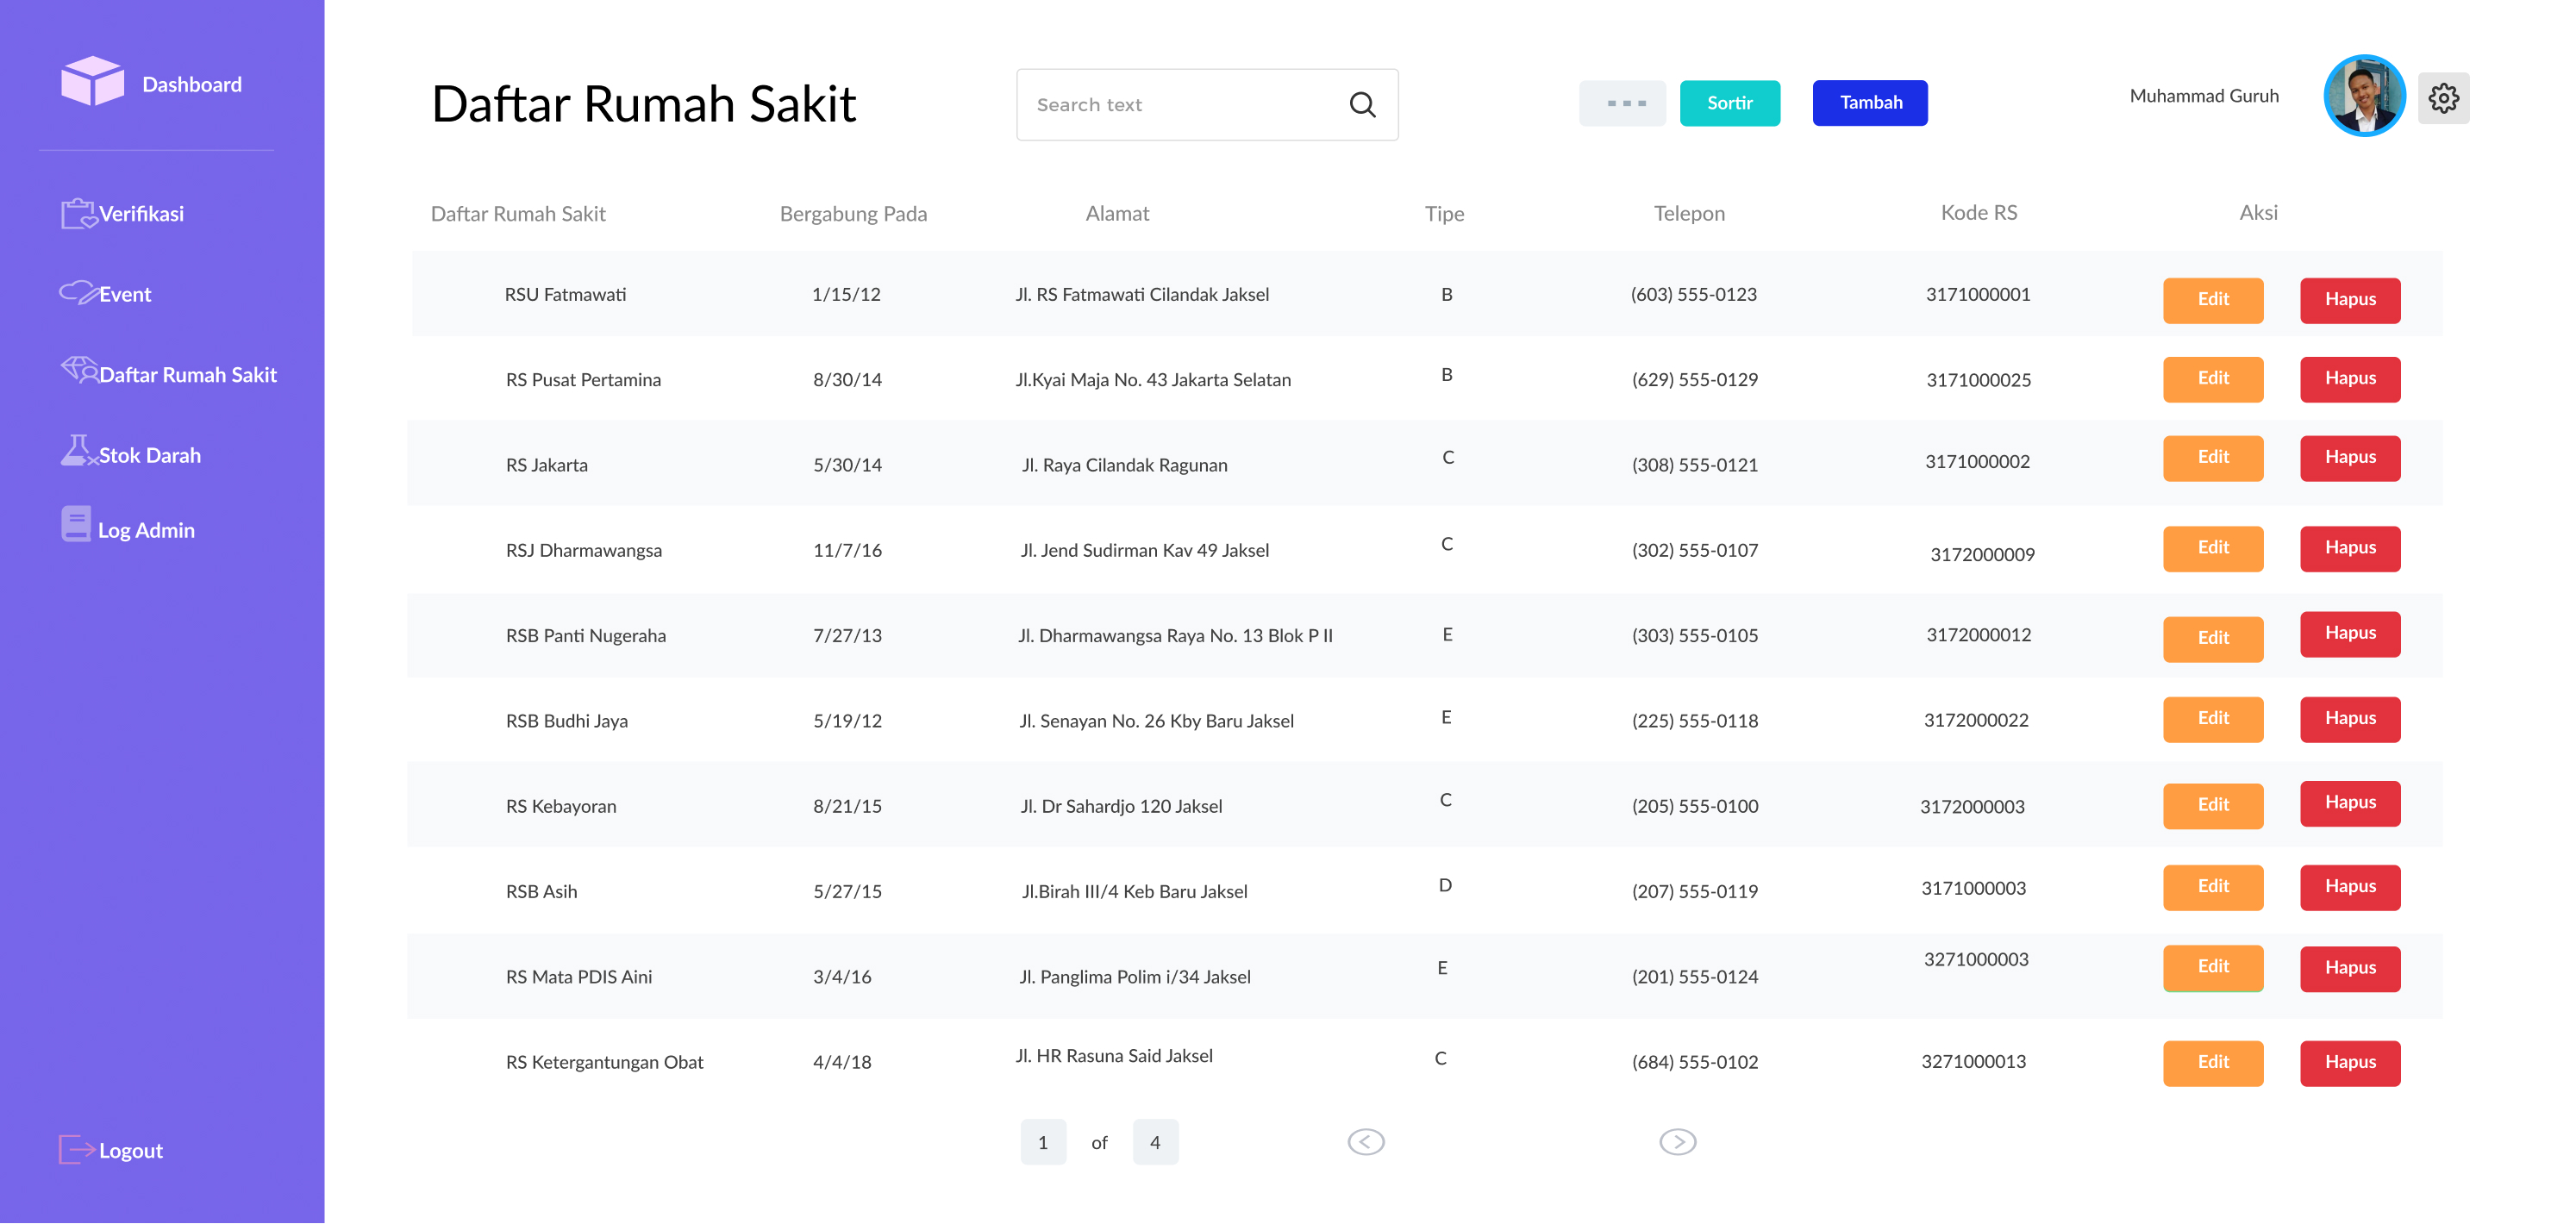 Dashboard
Verifikasi
Event
Daftar Rumah Sakit
Stok Darah
Log Admin
Logout
Daftar Rumah Sakit
Search text
Sortir
Tambah
Muhammad Guruh
Daftar Rumah Sakit Bergabung Pada Alamat Tipe Telepon Kode RS Aksi
RSU Fatmawati 1/15/12 Jl. RS Fatmawati Cilandak Jaksel B (603) 555-0123 3171000001 Edit Hapus
RS Pusat Pertamina 8/30/14 Jl.Kyai Maja No. 43 Jakarta Selatan B (629) 555-0129 3171000025 Edit Hapus
RS Jakarta 5/30/14 Jl. Raya Cilandak Ragunan C (308) 555-0121 3171000002 Edit Hapus
RSJ Dharmawangsa 11/7/16 Jl. Jend Sudirman Kav 49 Jaksel C (302) 555-0107 3172000009 Edit Hapus
RSB Panti Nugeraha 7/27/13 Jl. Dharmawangsa Raya No. 13 Blok P II E (303) 555-0105 3172000012 Edit Hapus
RSB Budhi Jaya 5/19/12 Jl. Senayan No. 26 Kby Baru Jaksel E (225) 555-0118 3172000022 Edit Hapus
RS Kebayoran 8/21/15 Jl. Dr Sahardjo 120 Jaksel C (205) 555-0100 3172000003 Edit Hapus
RSB Asih 5/27/15 Jl.Birah III/4 Keb Baru Jaksel D (207) 555-0119 3171000003 Edit Hapus
RS Mata PDIS Aini 3/4/16 Jl. Panglima Polim i/34 Jaksel E (201) 555-0124 3271000003 Edit Hapus
RS Ketergantungan Obat 4/4/18 Jl. HR Rasuna Said Jaksel C (684) 555-0102 3271000013 Edit Hapus
1 of 4